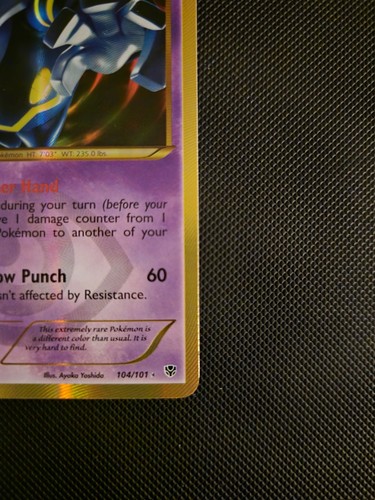 okémon HT: 7'03" WT: 235.0 lbs.
er Hand
during your turn (before your
e 1 damage counter from 1
Pokémon to another of your
ow Punch 60
n't affected by Resistance.
This extremely rare Pokémon is
a different color than usual. It is
very hard to find.
Illus. Ayaka Yoshida 104/101